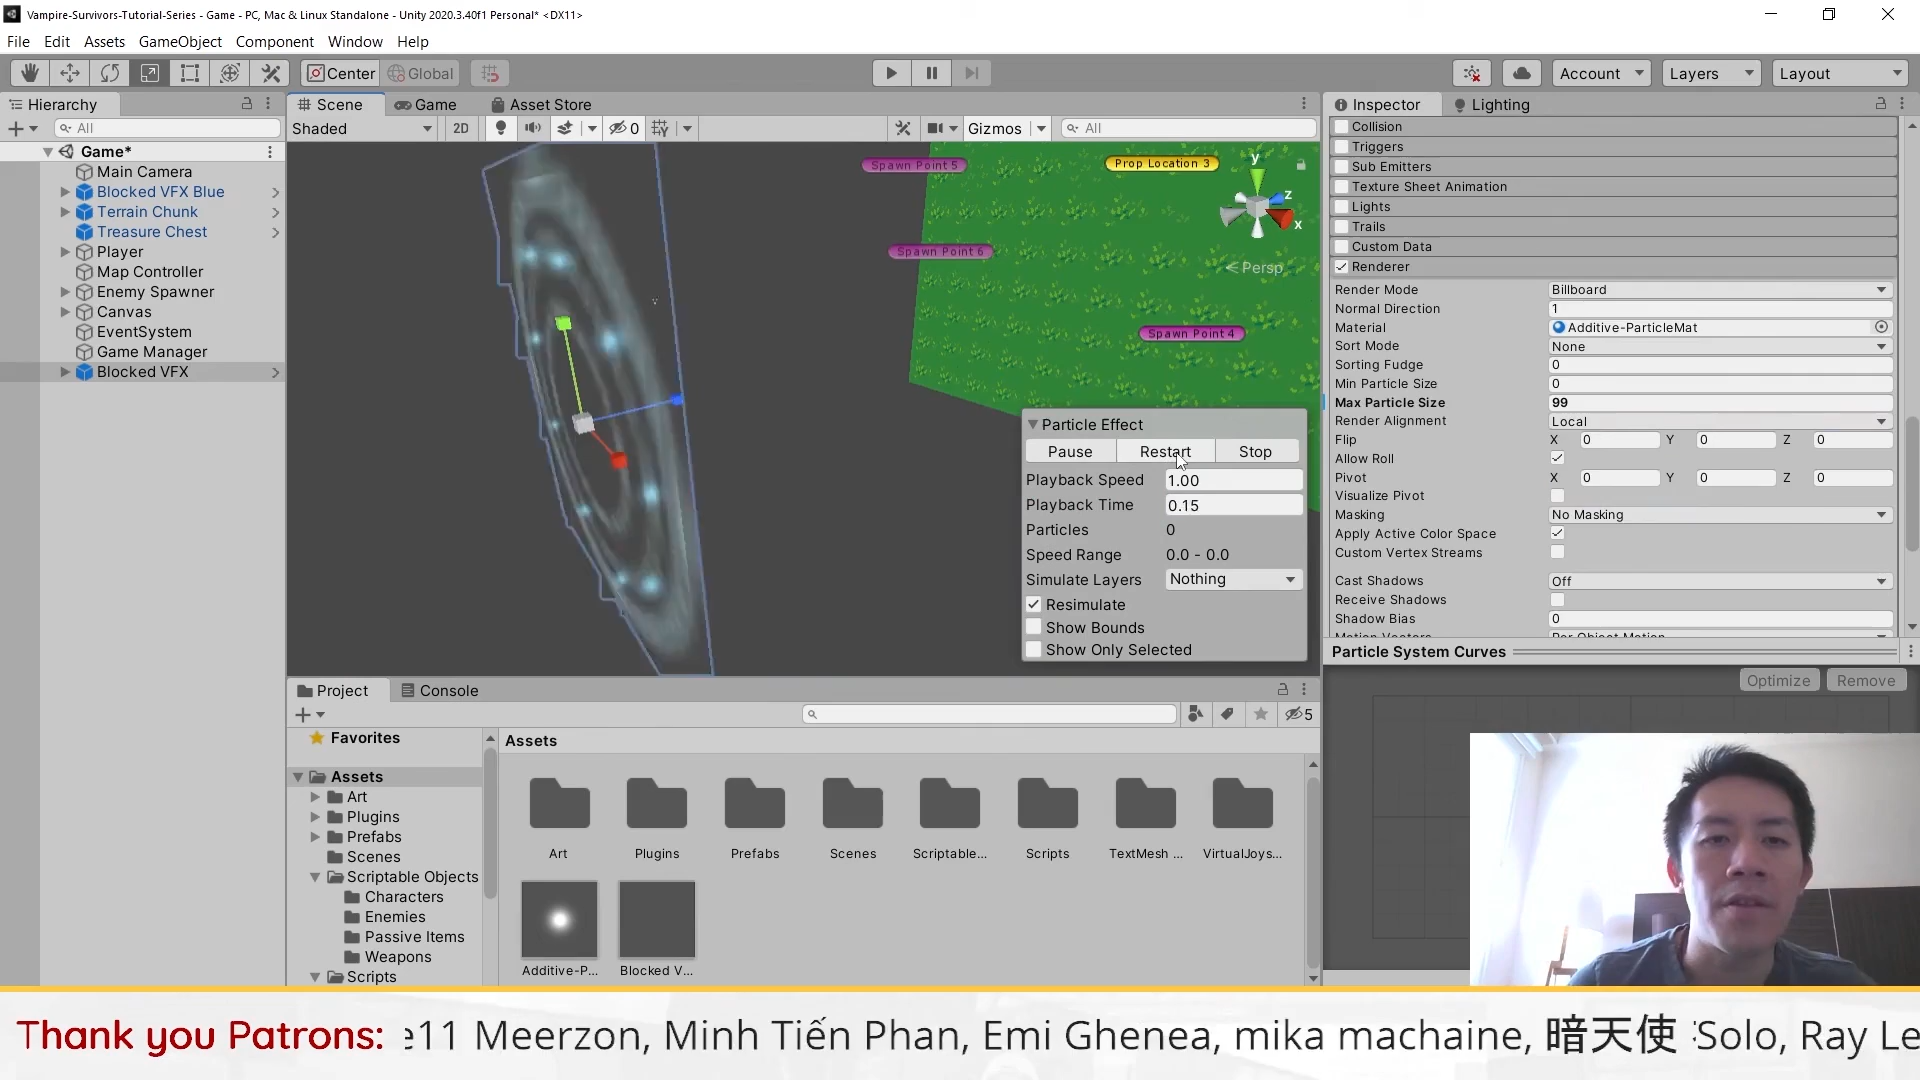 Vampire-Survivors-Tutorial-Series - Game - PC, Mac & Linux Standalone - Unity 2020.3.40f1 Personal* <DX11>
File Edit Assets GameObject Component Window Help
Center Global Account Layers Layout
Hierarchy
All
Game*
Main Camera
Blocked VFX Blue
Terrain Chunk
Treasure Chest
Player
Map Controller
Enemy Spawner
Canvas
EventSystem
Game Manager
Blocked VFX
Scene Game Asset Store
Shaded 2D 0 Gizmos All
Spawn Point 5
Prop Location 3
y
z
x
Spawn Point 6
Persp
Spawn Point 4
Particle Effect
Pause Restart Stop
Playback Speed 1.00
Playback Time 0.15
Particles 0
Speed Range 0.0 - 0.0
Simulate Layers Nothing
Resimulate
Show Bounds
Show Only Selected
Inspector Lighting
Collision
Triggers
Sub Emitters
Texture Sheet Animation
Lights
Trails
Custom Data
Renderer
Render Mode Billboard
Normal Direction 1
Material Additive-ParticleMat
Sort Mode None
Sorting Fudge 0
Min Particle Size 0
Max Particle Size 99
Render Alignment Local
Flip X 0 Y 0 Z 0
Allow Roll
Pivot X 0 Y 0 Z 0
Visualize Pivot
Masking No Masking
Apply Active Color Space
Custom Vertex Streams
Cast Shadows Off
Receive Shadows
Shadow Bias 0
Motion Vectors Per Object Motion
Particle System Curves
Optimize Remove
Project Console
5
Favorites
Assets
Art
Plugins
Prefabs
Scenes
Scriptable Objects
Characters
Enemies
Passive Items
Weapons
Scripts
Assets
Art Plugins Prefabs Scenes Scriptable... Scripts TextMesh ... VirtualJoys...
Additive-P... Blocked V...
Thank you Patrons: e11 Meerzon, Minh Tiến Phan, Emi Ghenea, mika machaine, 暗天使 Solo, Ray Le